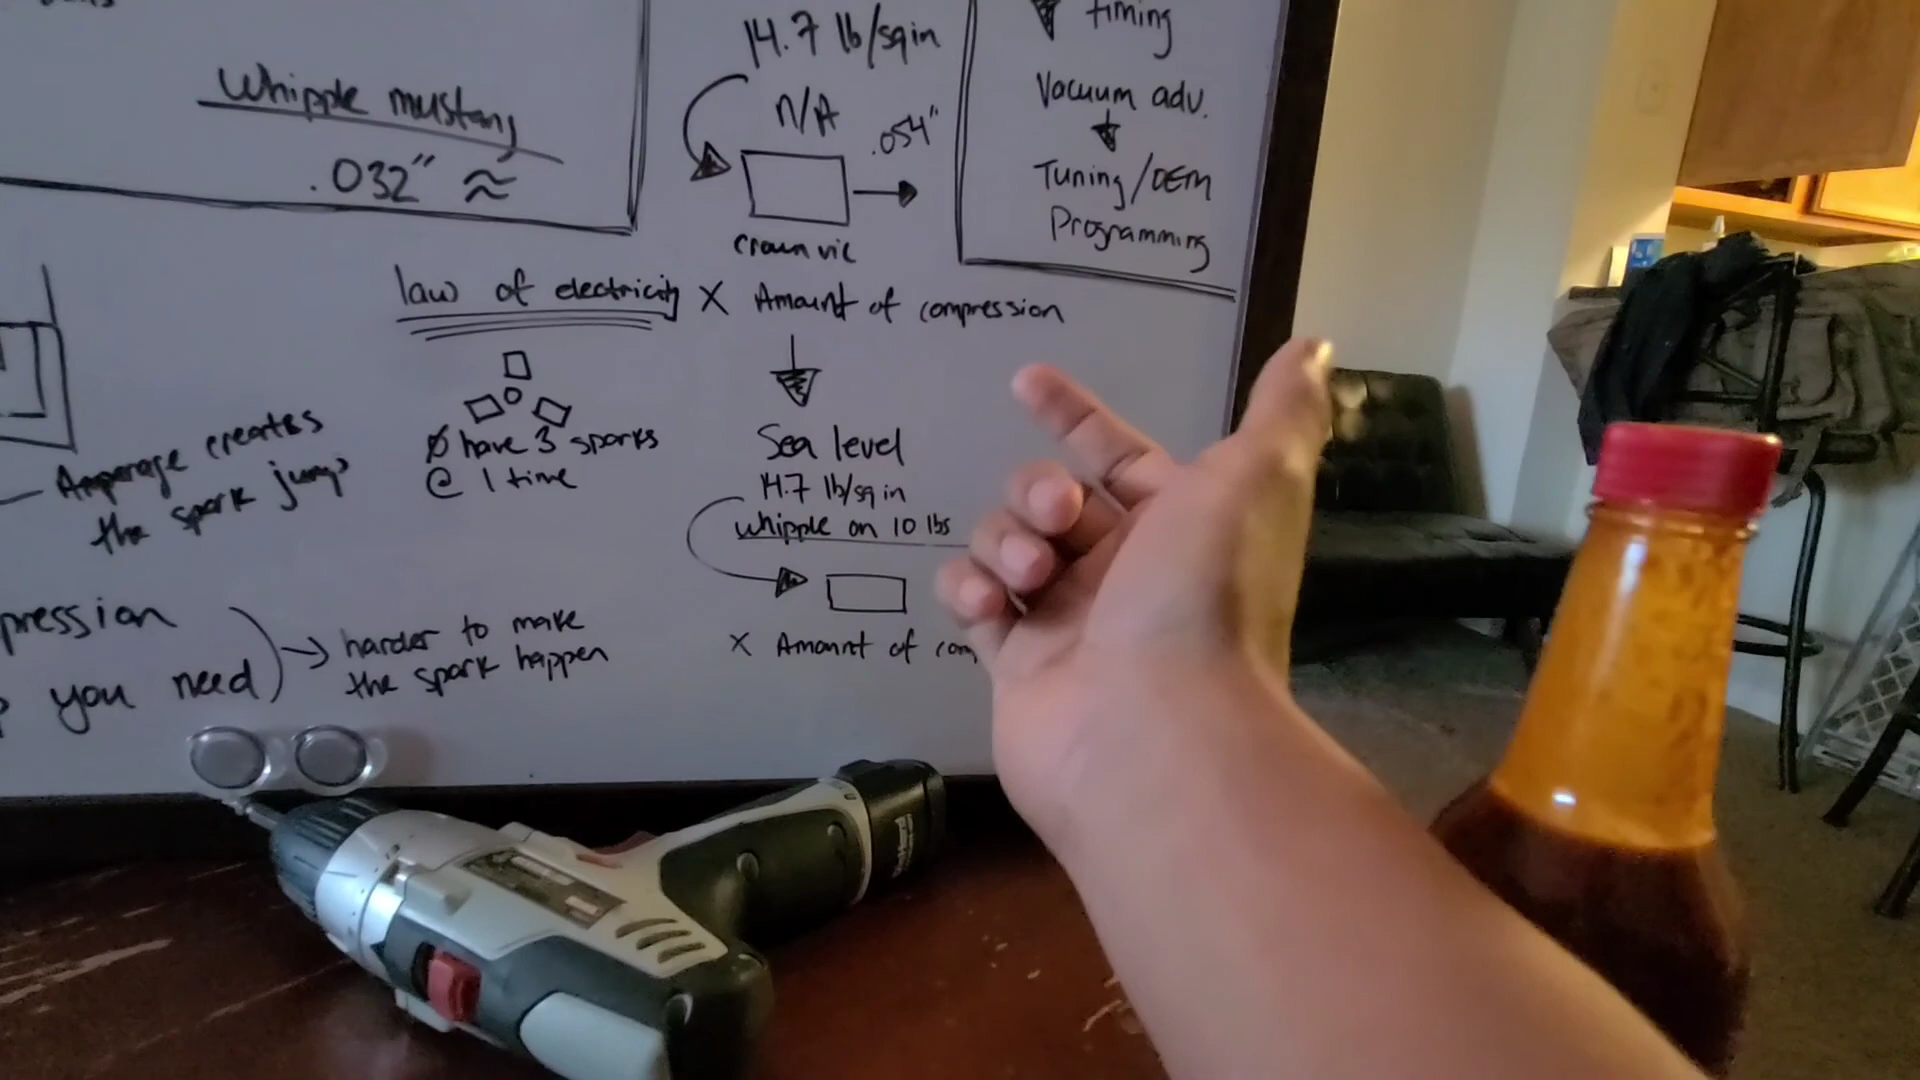 Whipple mustang
.032" ≈
14.7 lb/sqin
N/A
.054"
crown vic
timing
Vacuum adv.
Tuning/OEM
Programming
law of electricity X Amount of compression
Ø have 3 sparks
@ 1 time
Amperage creates
the spark jump
Sea level
14.7 lb/sq in
whipple on 10 lbs
X Amount of
pression
you need
harder to make
the spark happen